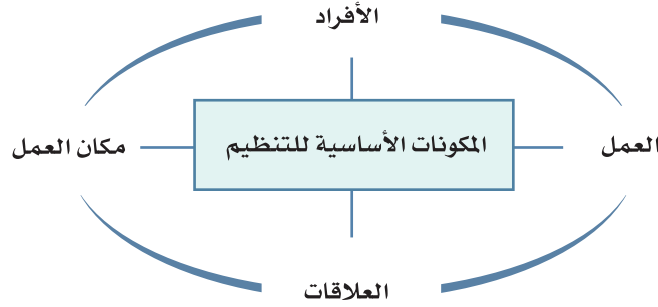 الأفراد
العمل
المكونات الأساسية للتنظيم
مكان العمل
العلاقات